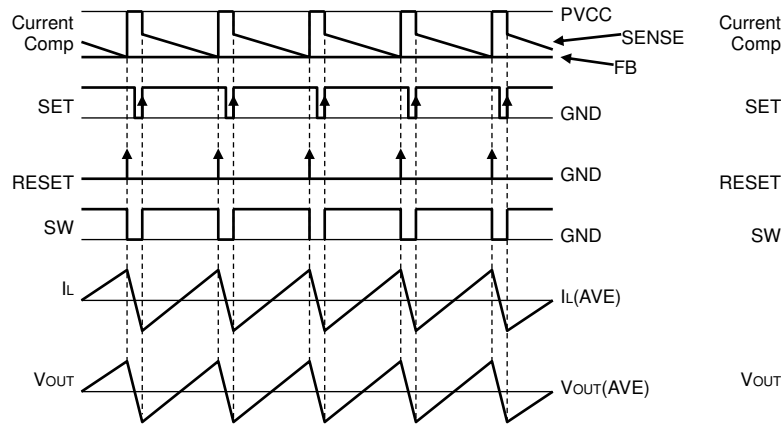 Current
Comp
PVCC
SENSE
FB
SET
GND
RESET
GND
SW
GND
IL
IL(AVE)
VOUT
VOUT(AVE)
Current
Comp
SET
RESET
SW
VOUT